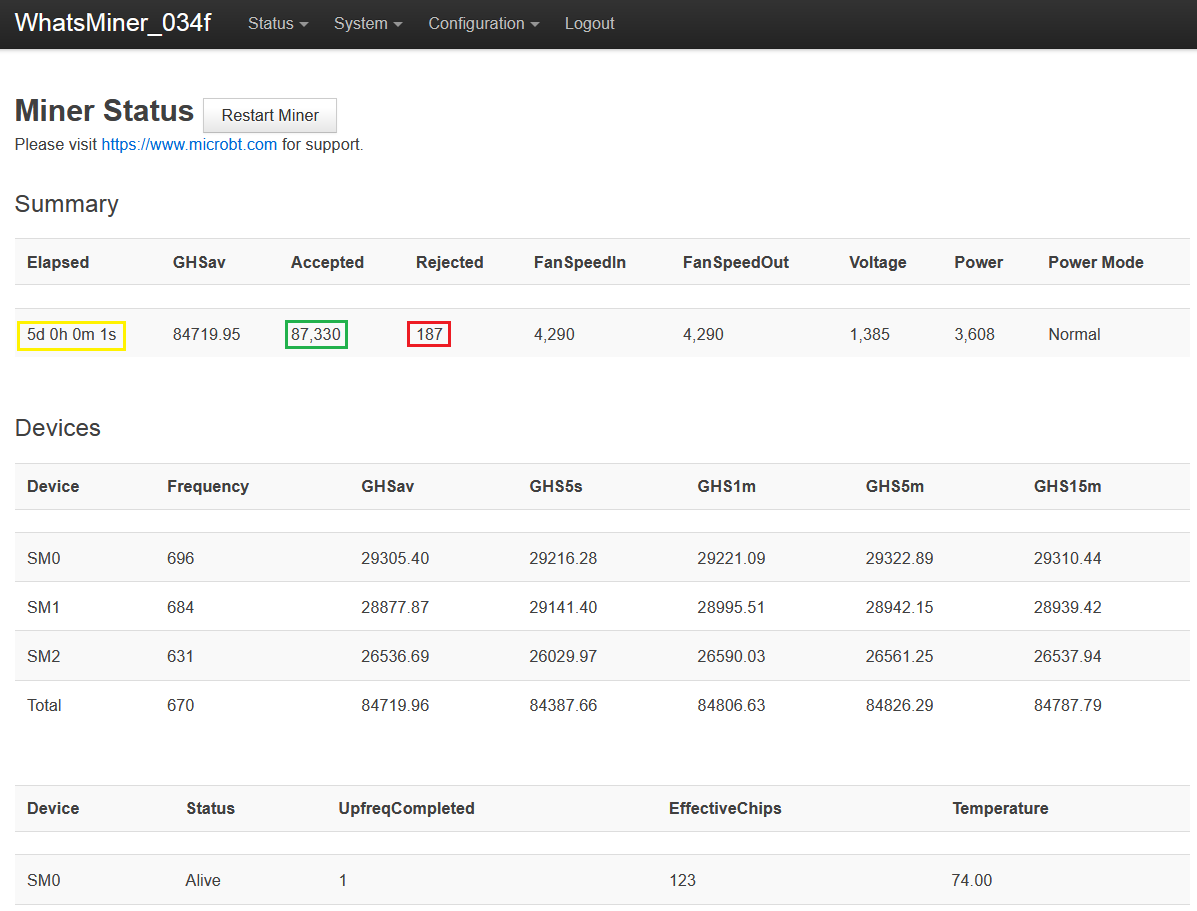 WhatsMiner_034f Status System Configuration Logout
Miner Status Restart Miner
Please visit https://www.microbt.com for support.
Summary
Elapsed GHSav Accepted Rejected FanSpeedIn FanSpeedOut Voltage Power Power Mode
5d 0h 0m 1s 84719.95 87,330 187 4,290 4,290 1,385 3,608 Normal
Devices
Device Frequency GHSav GHS5s GHS1m GHS5m GHS15m
SM0 696 29305.40 29216.28 29221.09 29322.89 29310.44
SM1 684 28877.87 29141.40 28995.51 28942.15 28939.42
SM2 631 26536.69 26029.97 26590.03 26561.25 26537.94
Total 670 84719.96 84387.66 84806.63 84826.29 84787.79
Device Status UpfreqCompleted EffectiveChips Temperature
SM0 Alive 1 123 74.00